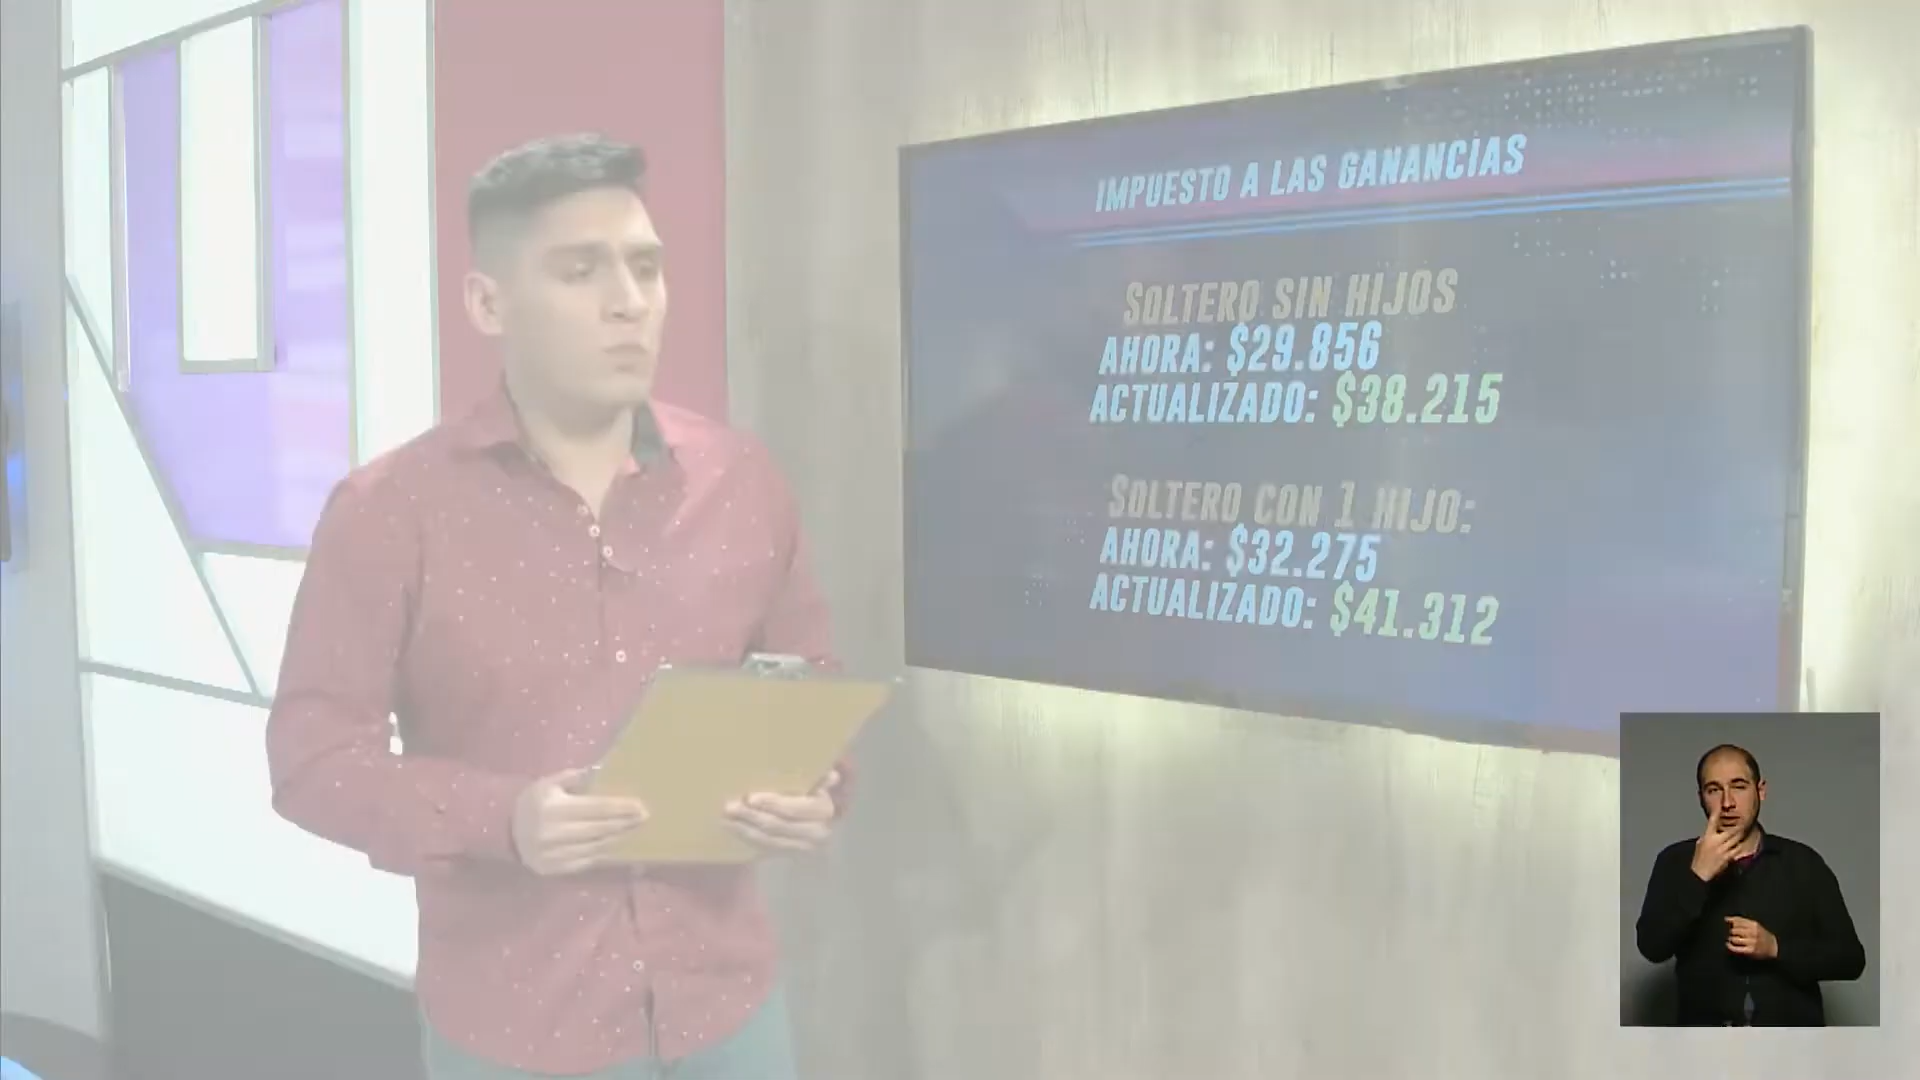 IMPUESTO A LAS GANANCIAS
SOLTERO SIN HIJOS
AHORA: $29.856
ACTUALIZADO: $38.215
SOLTERO CON 1 HIJO:
AHORA: $32.275
ACTUALIZADO: $41.312